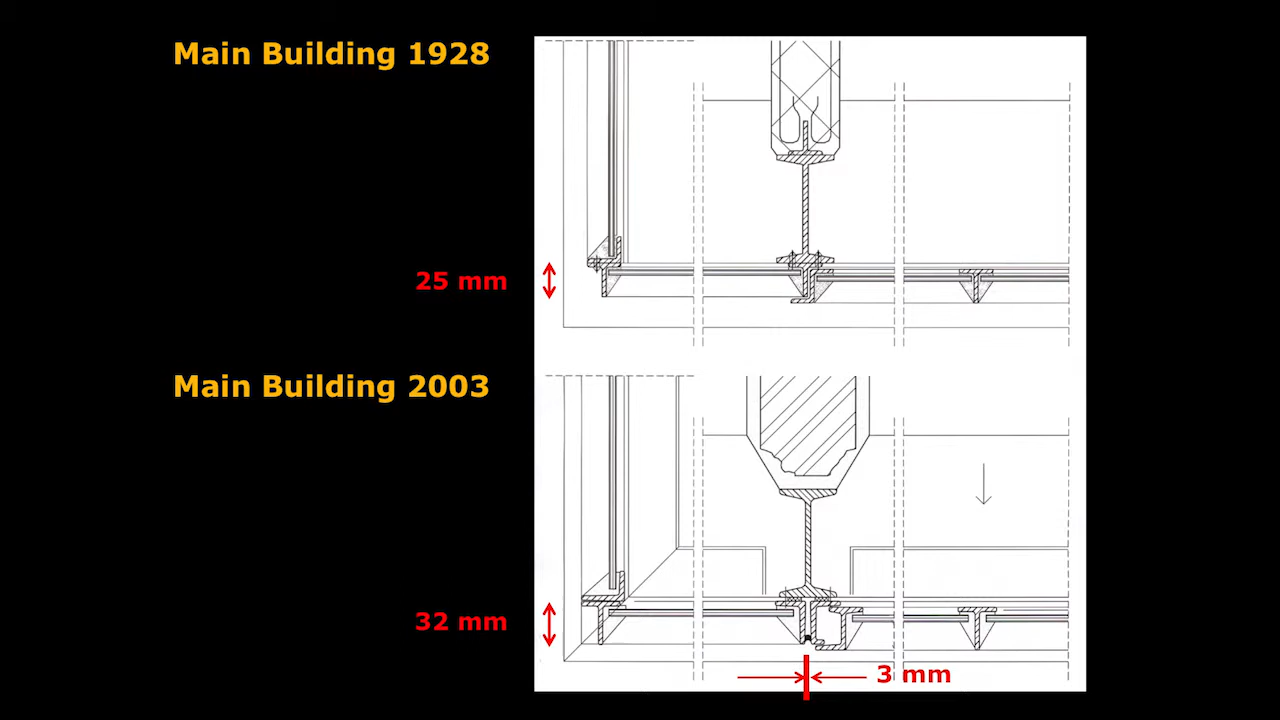 Main Building 1928
25 mm
Main Building 2003
32 mm
3 mm